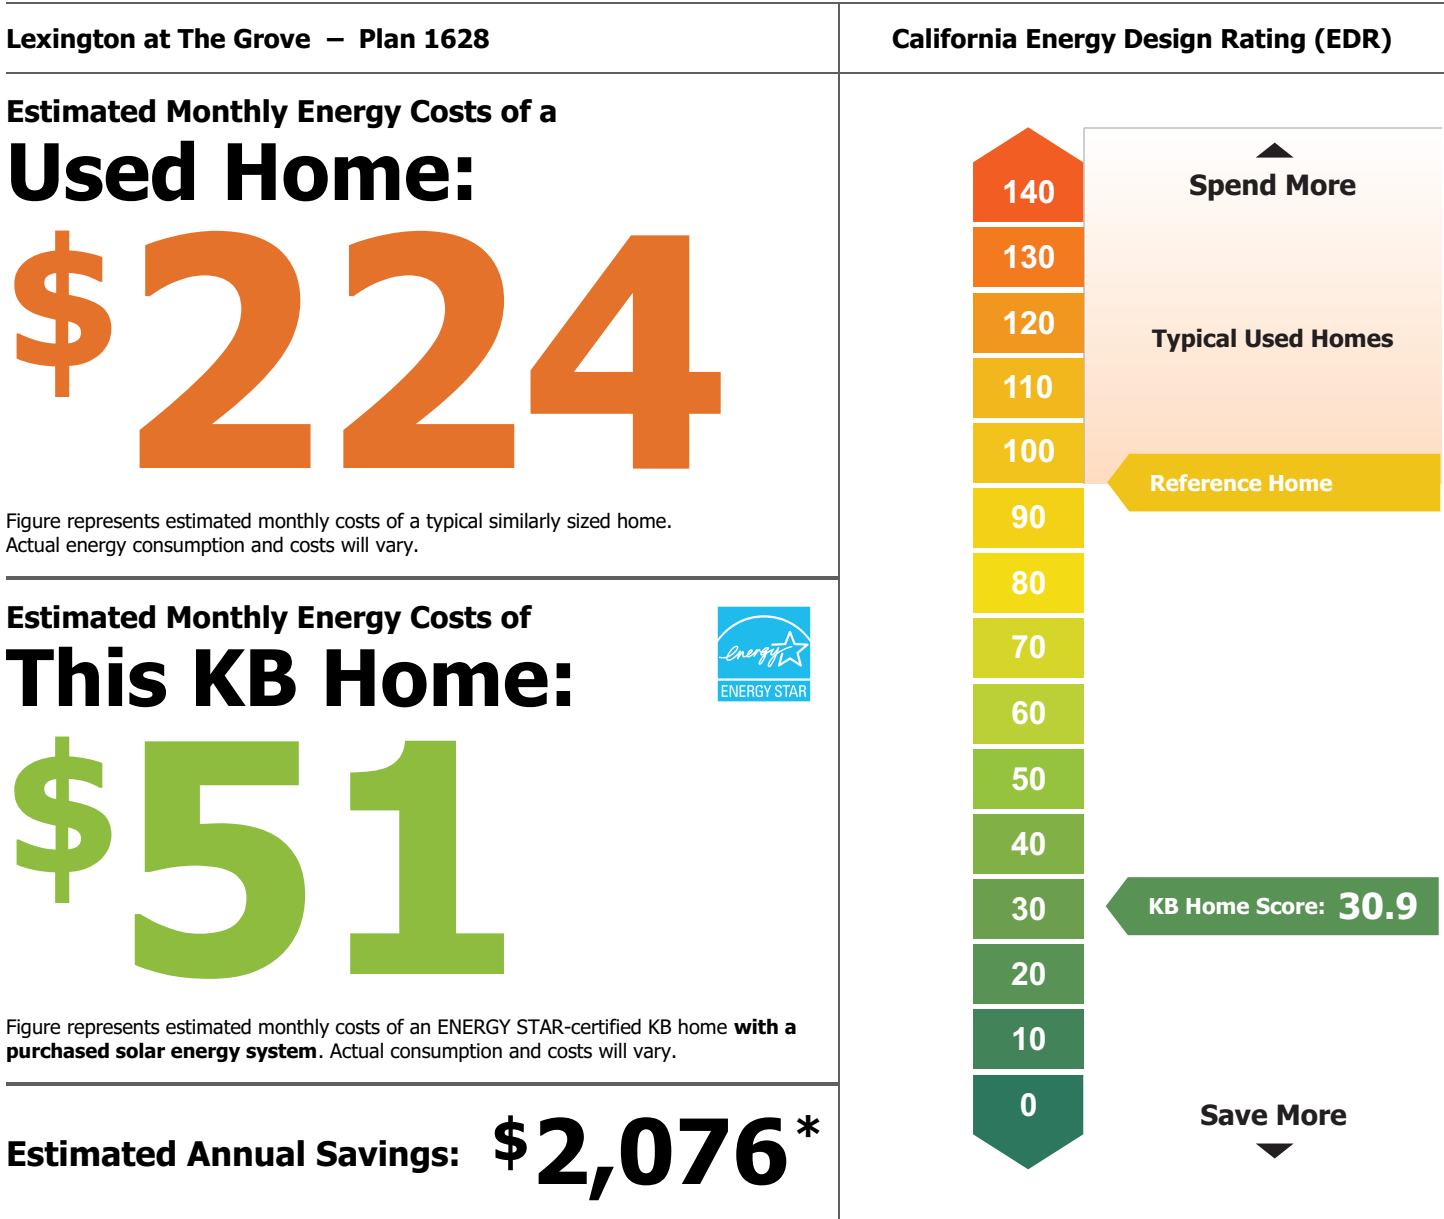 Lexington at The Grove – Plan 1628
Estimated Monthly Energy Costs of a
Used Home:
$224
Figure represents estimated monthly costs of a typical similarly sized home.
Actual energy consumption and costs will vary.
Estimated Monthly Energy Costs of
This KB Home:
energy
ENERGY STAR
$51
Figure represents estimated monthly costs of an ENERGY STAR-certified KB home with a
purchased solar energy system. Actual consumption and costs will vary.
Estimated Annual Savings: $2,076*
California Energy Design Rating (EDR)
140
Spend More
130
120
Typical Used Homes
110
100
Reference Home
90
80
70
60
50
40
30
KB Home Score: 30.9
20
10
0
Save More